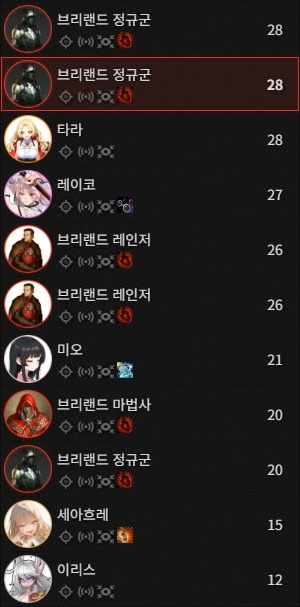 브리랜드 정규군
28
브리랜드 정규군
28
타라
28
레이코
27
브리랜드 레인저
26
브리랜드 레인저
26
미오
21
브리랜드 마법사
20
브리랜드 정규군
20
세아흐레
15
이리스
12